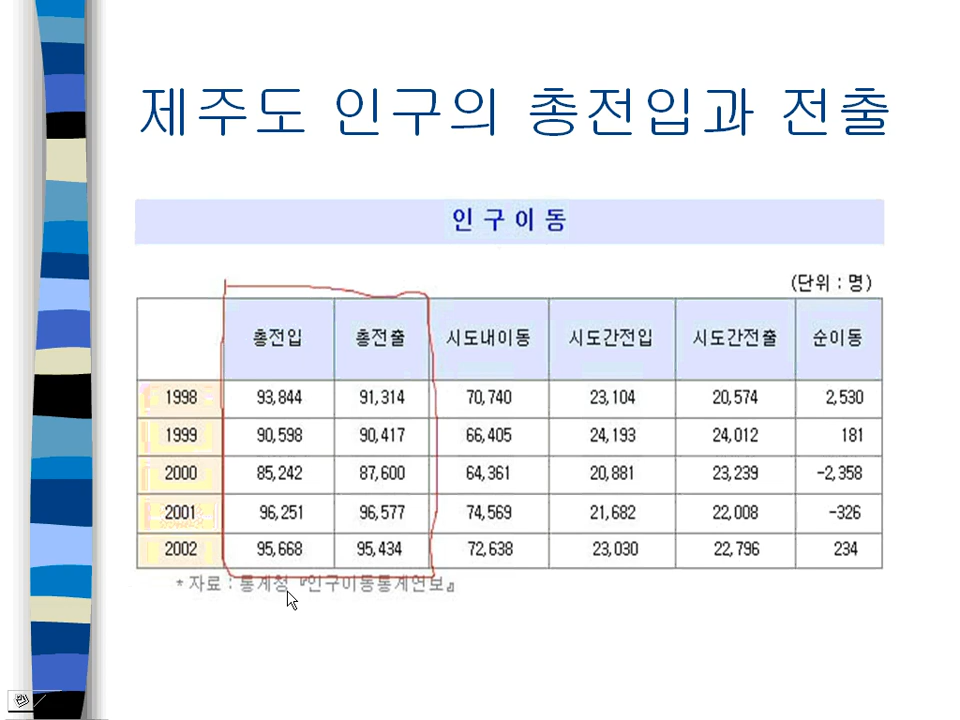 제주도 인구의 총전입과 전출
인 구 이 동
(단위 : 명)
총전입 총전출 시도내이동 시도간전입 시도간전출 순이동
1998 93,844 91,314 70,740 23,104 20,574 2,530
1999 90,598 90,417 66,405 24,193 24,012 181
2000 85,242 87,600 64,361 20,881 23,239 -2,358
2001 96,251 96,577 74,569 21,682 22,008 -326
2002 95,668 95,434 72,638 23,030 22,796 234
* 자료 : 통계청 『인구이동통계연보』